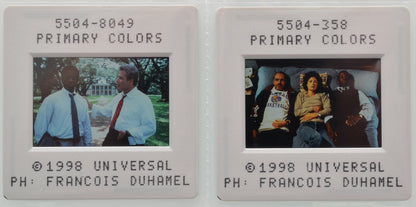 5504-8049
PRIMARY COLORS
© 1998 UNIVERSAL
PH: FRANCOIS DUHAMEL
5504-358
PRIMARY COLORS
© 1998 UNIVERSAL
PH: FRANCOIS DUHAMEL